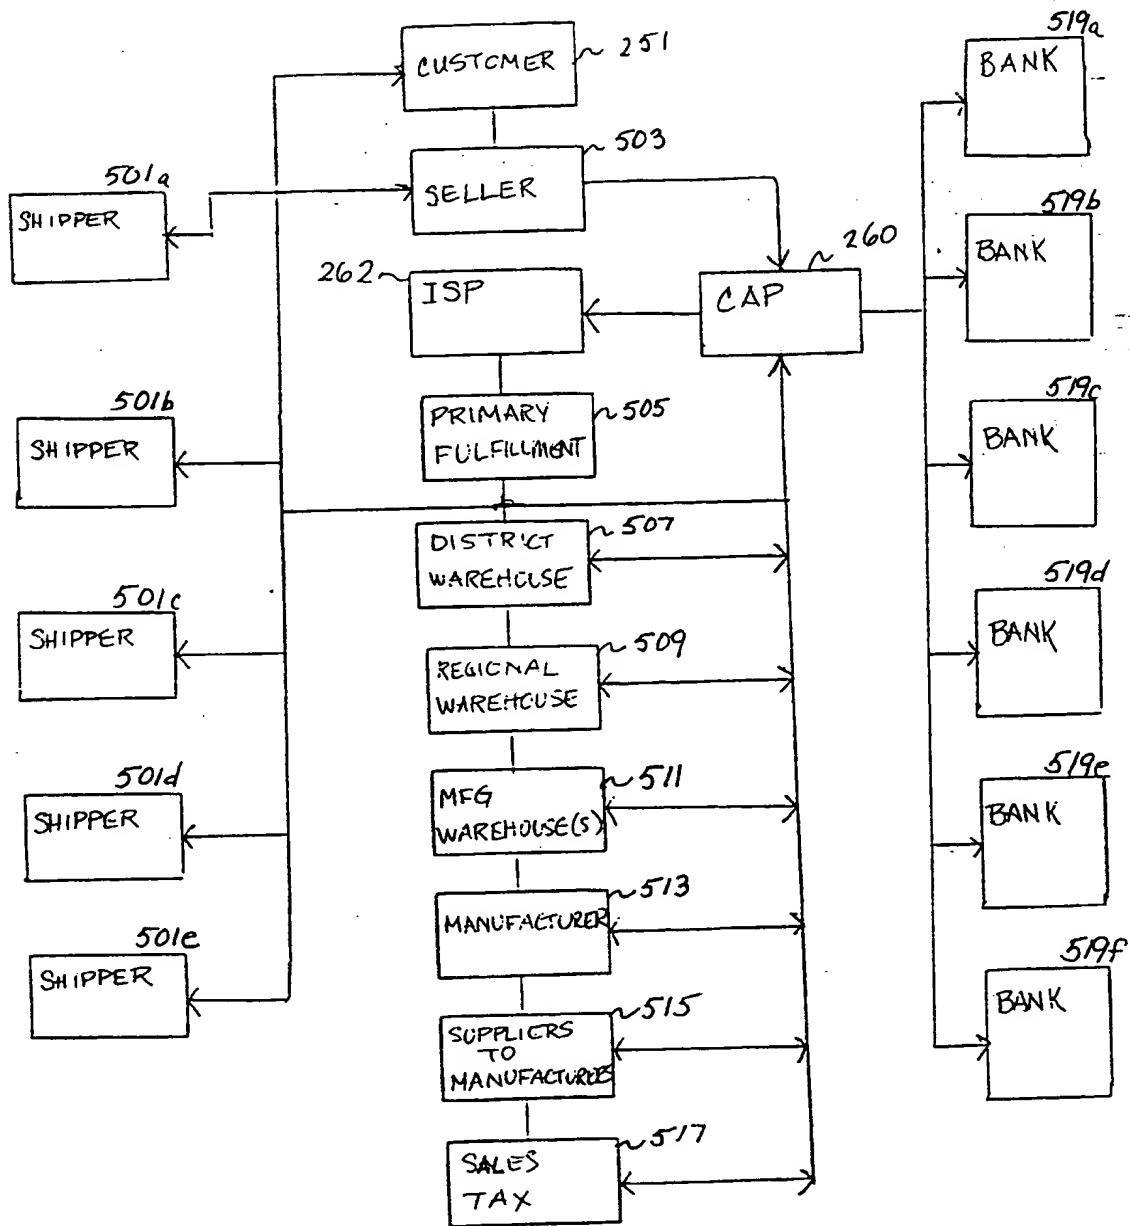 CUSTOMER
251
519a
BANK
501a
SHIPPER
503
SELLER
519b
BANK
262
ISP
260
CAP
501b
SHIPPER
PRIMARY
FULFILLMENT
505
519c
BANK
DISTRICT
WAREHOUSE
507
501c
SHIPPER
REGIONAL
WAREHOUSE
509
519d
BANK
501d
SHIPPER
MFG
WAREHOUSE(S)
511
519e
BANK
501e
SHIPPER
MANUFACTURER
513
519f
BANK
SUPPLIERS
TO
MANUFACTURERS
515
SALES
TAX
517